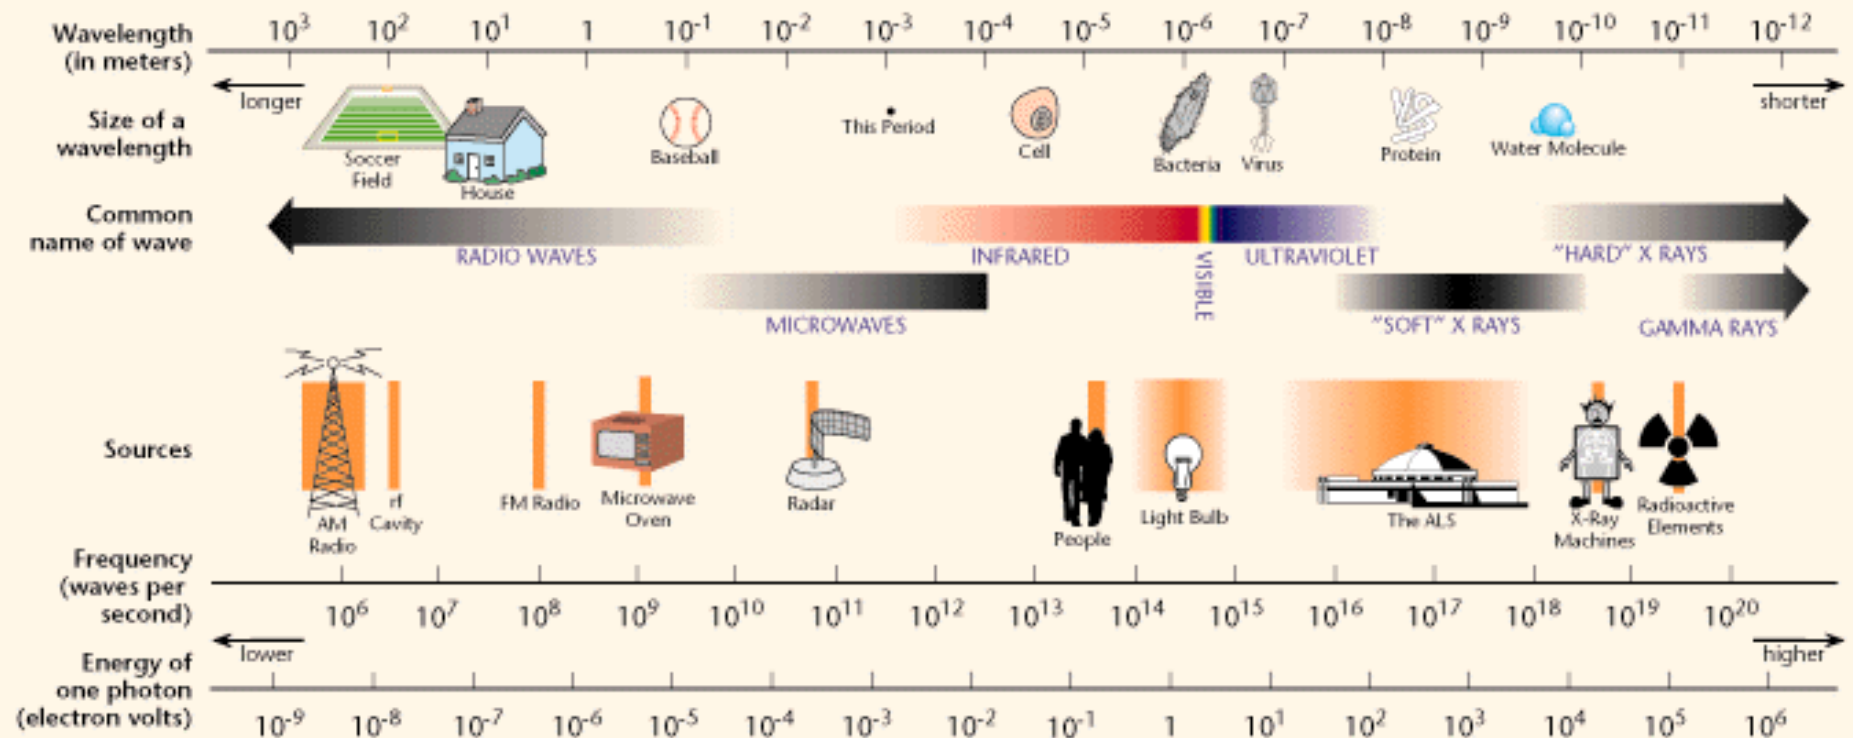 Wavelength
(in meters)
10³ 10² 10¹ 1 10⁻¹ 10⁻² 10⁻³ 10⁻⁴ 10⁻⁵ 10⁻⁶ 10⁻⁷ 10⁻⁸ 10⁻⁹ 10⁻¹⁰ 10⁻¹¹ 10⁻¹²
longer
shorter
Size of a
wavelength
Soccer
Field
House
Baseball
This Period
Cell
Bacteria
Virus
Protein
Water Molecule
Common
name of wave
RADIO WAVES
INFRARED
VISIBLE
ULTRAVIOLET
"HARD" X RAYS
MICROWAVES
"SOFT" X RAYS
GAMMA RAYS
Sources
AM
Radio
rf
Cavity
FM Radio
Microwave
Oven
Radar
People
Light Bulb
The ALS
X-Ray
Machines
Radioactive
Elements
Frequency
(waves per
second)
10⁶ 10⁷ 10⁸ 10⁹ 10¹⁰ 10¹¹ 10¹² 10¹³ 10¹⁴ 10¹⁵ 10¹⁶ 10¹⁷ 10¹⁸ 10¹⁹ 10²⁰
lower
higher
Energy of
one photon
(electron volts)
10⁻⁹ 10⁻⁸ 10⁻⁷ 10⁻⁶ 10⁻⁵ 10⁻⁴ 10⁻³ 10⁻² 10⁻¹ 1 10¹ 10² 10³ 10⁴ 10⁵ 10⁶